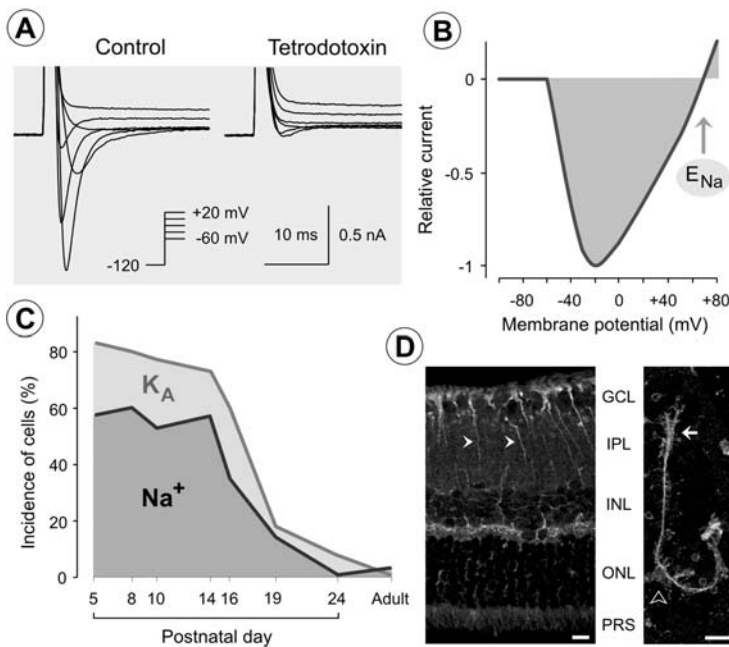 A
Control
Tetrodotoxin
+20 mV
-60 mV
-120
10 ms
0.5 nA
B
Relative current
0
-0.5
-1
E_Na
-80 -40 0 +40 +80
Membrane potential (mV)
C
Incidence of cells (%)
80
60
40
20
0
K_A
Na⁺
5 8 10 14 16 19 24 Adult
Postnatal day
D
GCL
IPL
INL
ONL
PRS